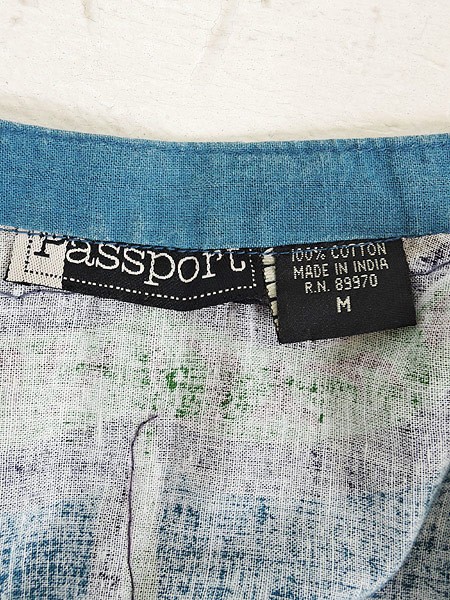 Passport
100% COTTON
MADE IN INDIA
R.N. 89970
M